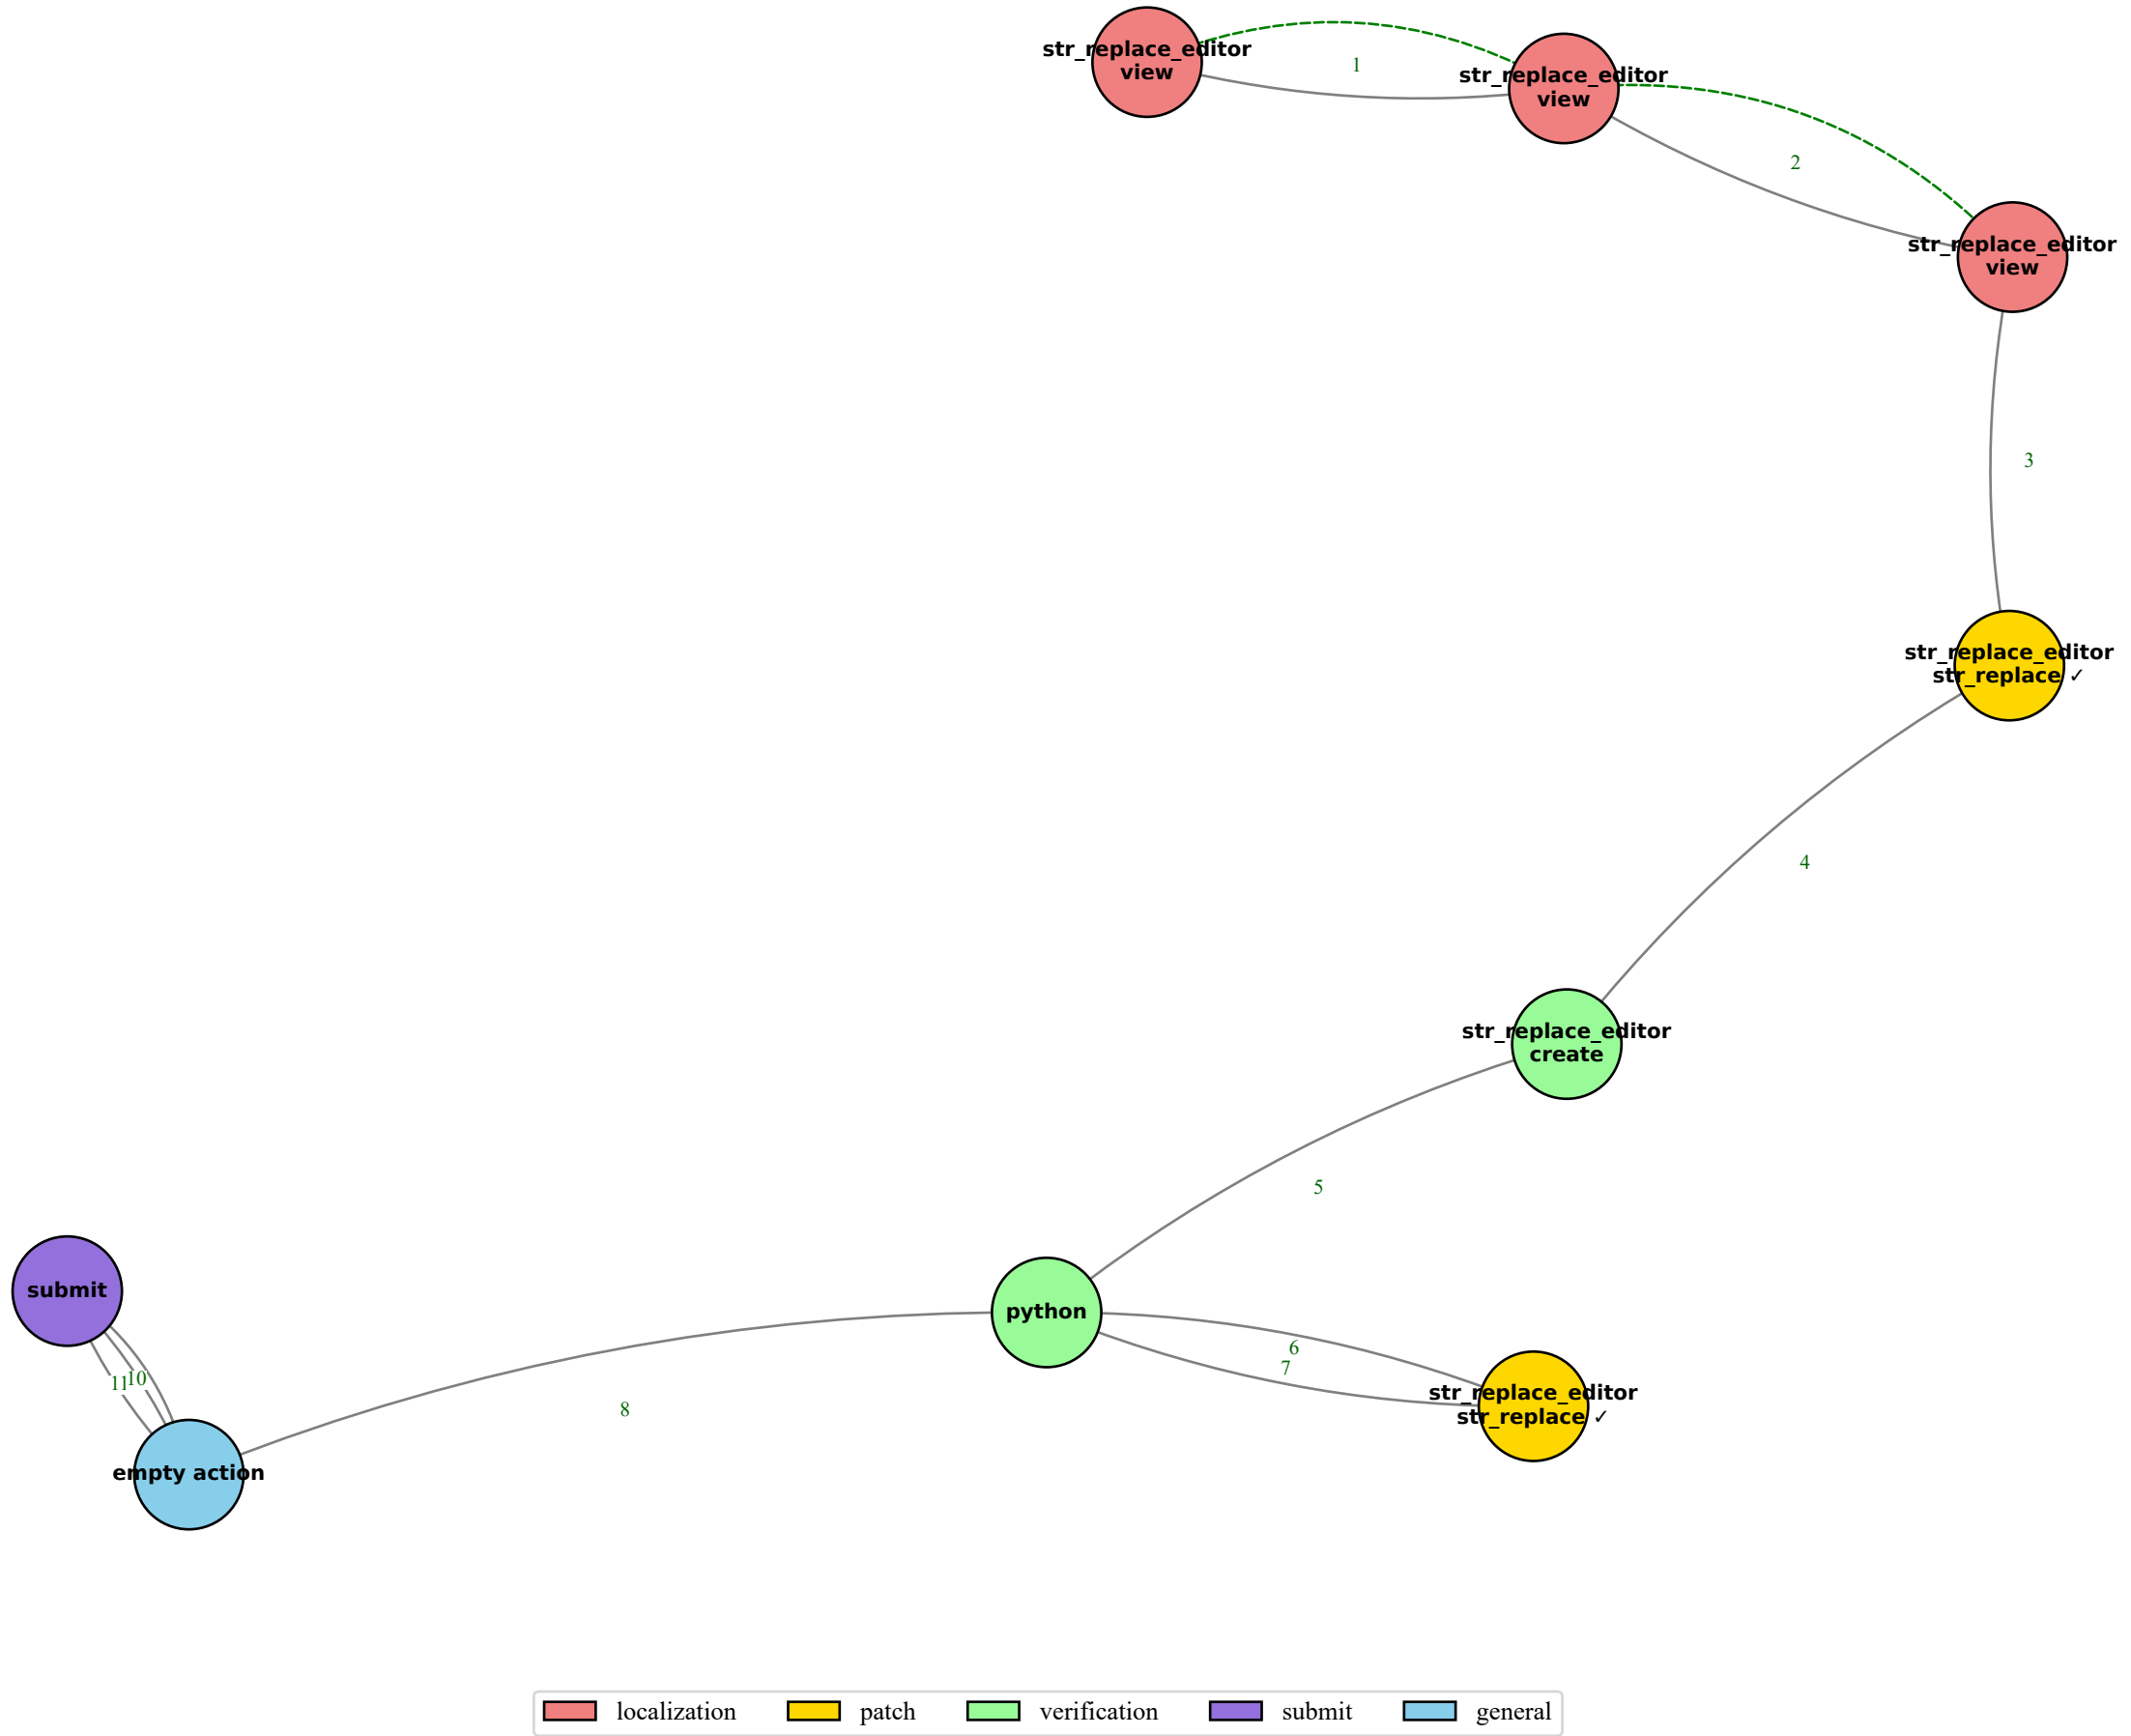 str_replace_editor
view
1
str_replace_editor
view
2
str_replace_editor
view
3
str_replace_editor
str_replace ✓
4
str_replace_editor
create
5
submit
python
6
7
str_replace_editor
str_replace ✓
11
10
8
empty action
localization
patch
verification
submit
general